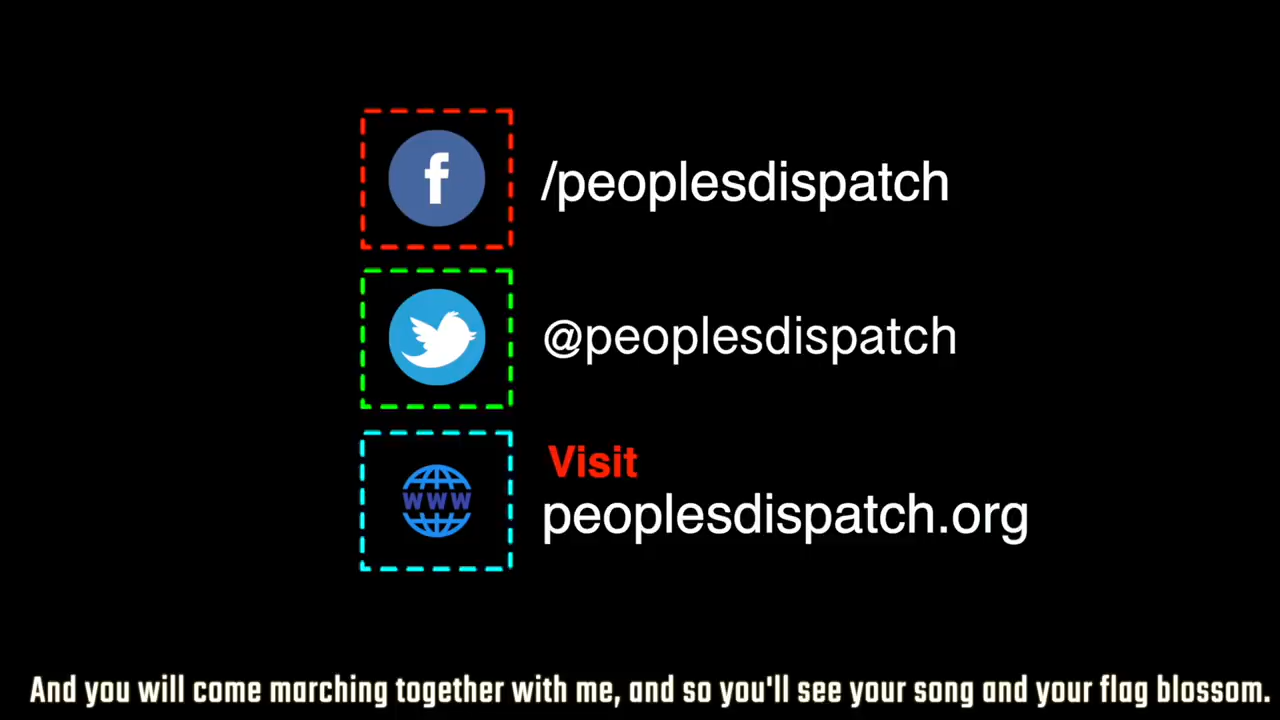 f
/peoplesdispatch
@peoplesdispatch
Visit
www
peoplesdispatch.org
And you will come marching together with me, and so you'll see your song and your flag blossom.